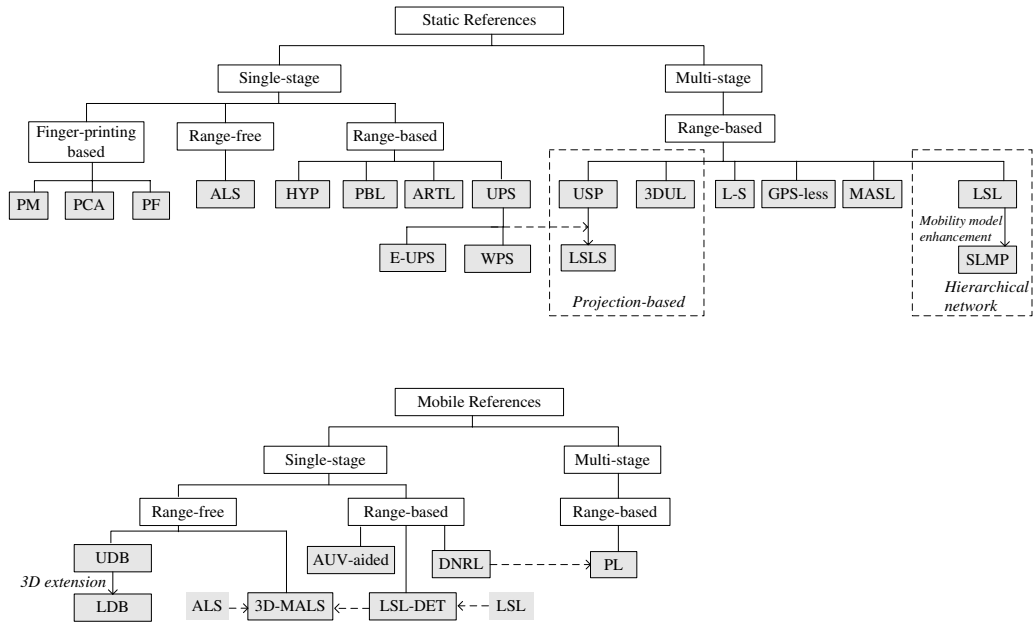 Static References
Single-stage
Multi-stage
Finger-printing
based
Range-free
Range-based
Range-based
PM
PCA
PF
ALS
HYP
PBL
ARTL
UPS
USP
3DUL
L-S
GPS-less
MASL
LSL
Mobility model
enhancement
E-UPS
WPS
LSLS
SLMP
Projection-based
Hierarchical
network
Mobile References
Single-stage
Multi-stage
Range-free
Range-based
Range-based
UDB
AUV-aided
DNRL
PL
3D extension
LDB
ALS
3D-MALS
LSL-DET
LSL